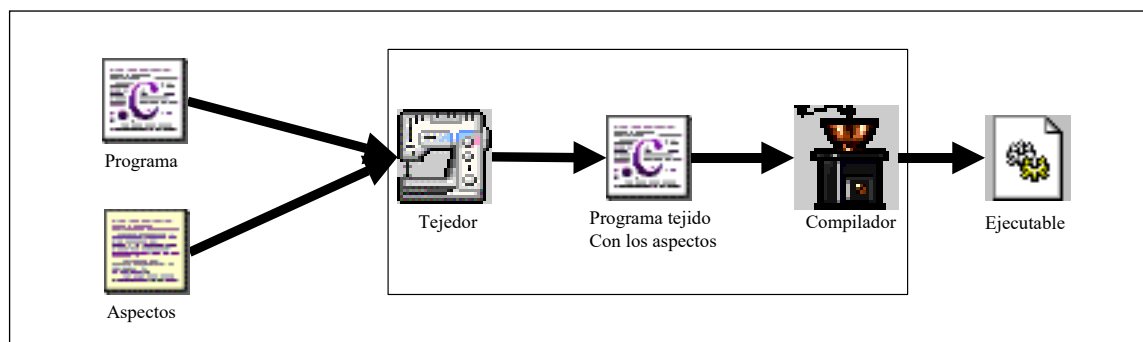 Programa
Aspectos
Tejedor
Programa tejido
Con los aspectos
Compilador
Ejecutable